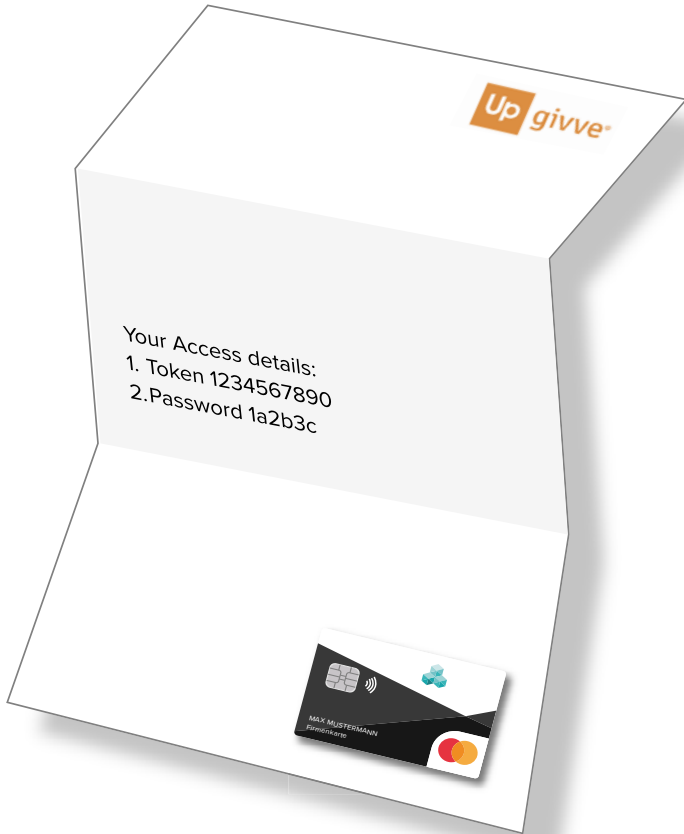 Up givve®
Your Access details:
1. Token 1234567890
2.Password 1a2b3c
MAX MUSTERMANN
Firmenkarte